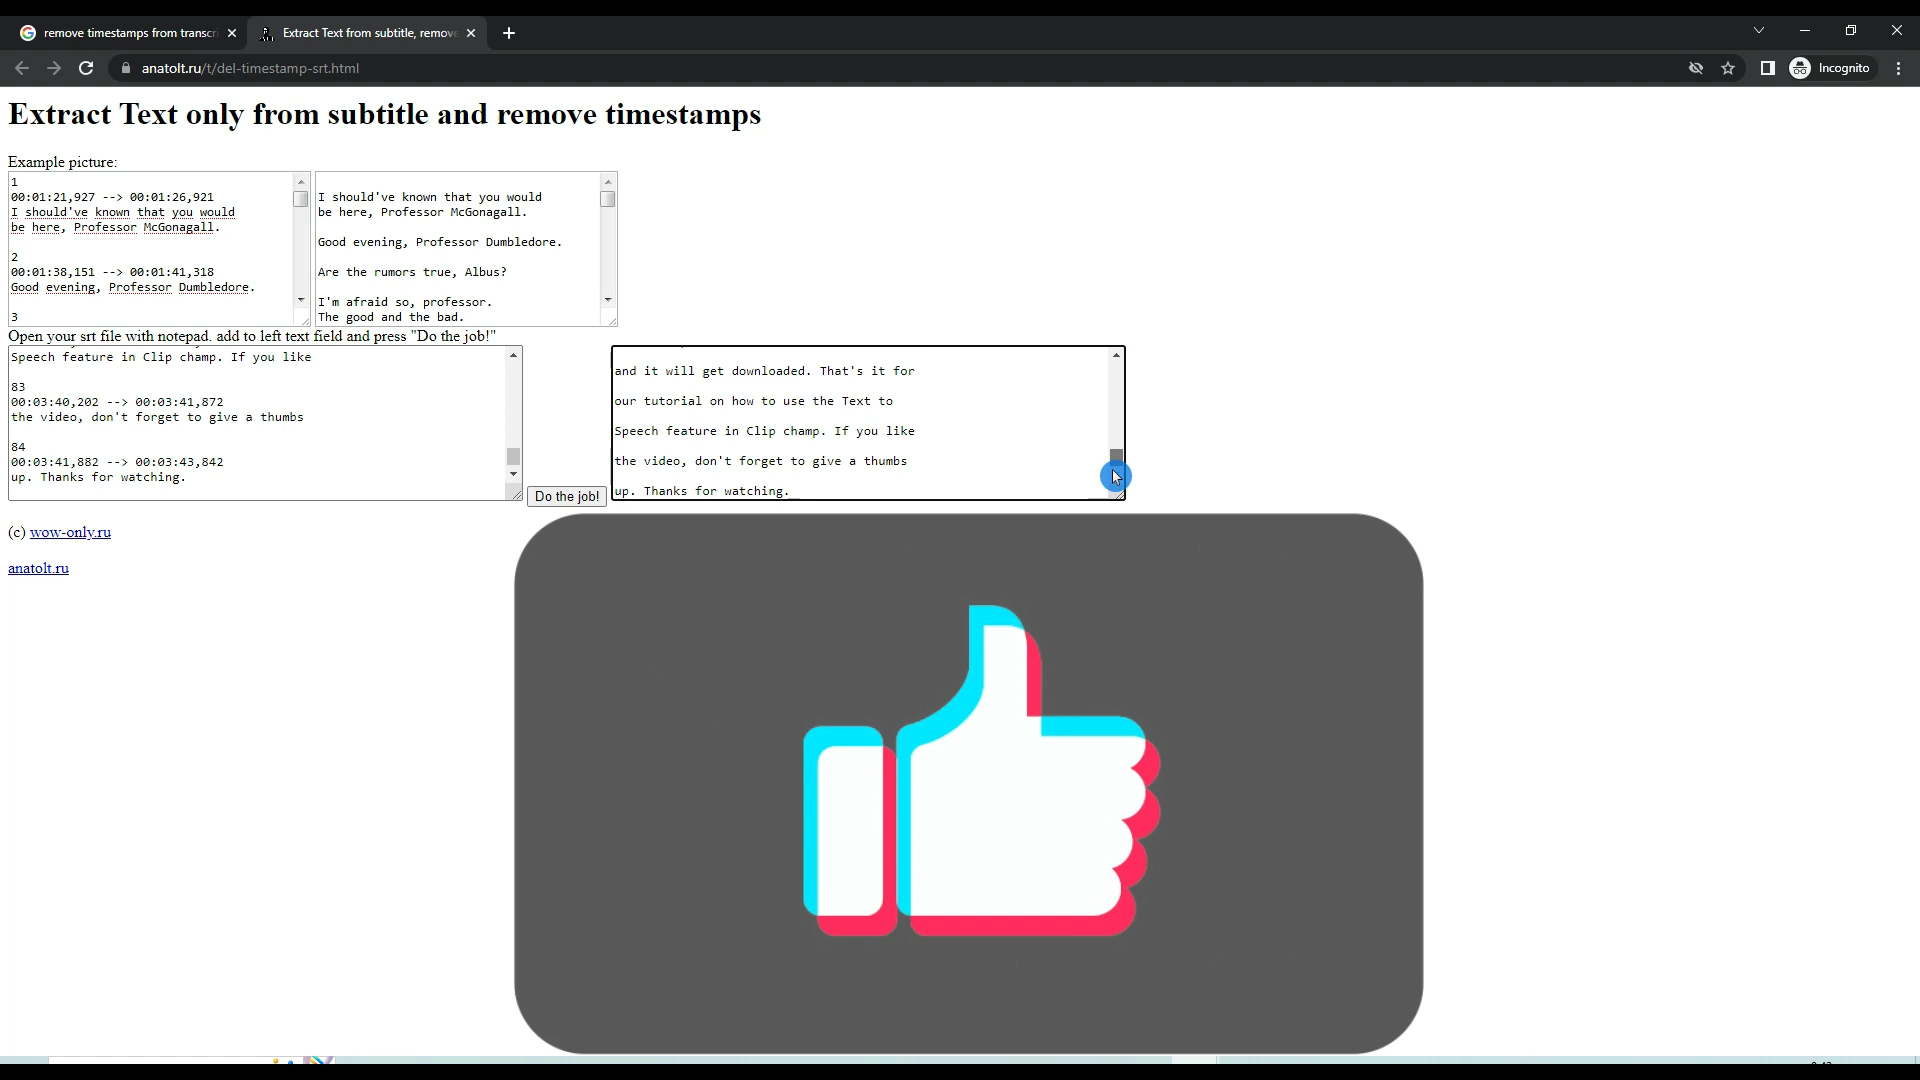 remove timestamps from transcri
Extract Text from subtitle, remove
anatolt.ru/t/del-timestamp-srt.html
Incognito
Extract Text only from subtitle and remove timestamps
Example picture:
1
00:01:21,927 --> 00:01:26,921
I should've known that you would
be here, Professor McGonagall.
2
00:01:38,151 --> 00:01:41,318
Good evening, Professor Dumbledore.
3
I should've known that you would
be here, Professor McGonagall.
Good evening, Professor Dumbledore.
Are the rumors true, Albus?
I'm afraid so, professor.
The good and the bad.
Open your srt file with notepad. add to left text field and press "Do the job!"
Speech feature in Clip champ. If you like
83
00:03:40,202 --> 00:03:41,872
the video, don't forget to give a thumbs
84
00:03:41,882 --> 00:03:43,842
up. Thanks for watching.
Do the job!
and it will get downloaded. That's it for
our tutorial on how to use the Text to
Speech feature in Clip champ. If you like
the video, don't forget to give a thumbs
up. Thanks for watching.
(c) wow-only.ru
anatolt.ru